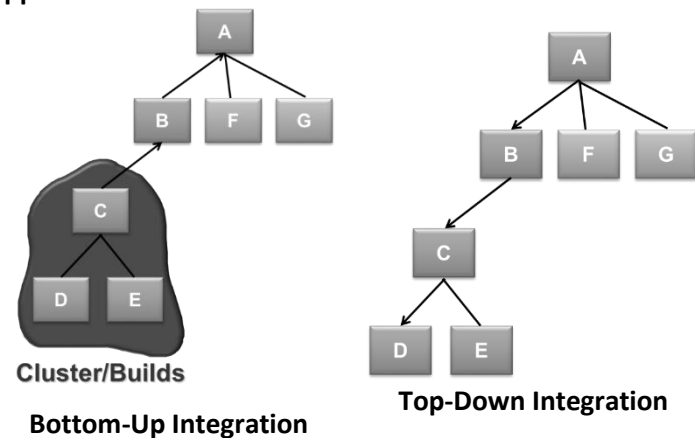 A
B F G
C
D E
Cluster/Builds
Bottom-Up Integration
A
B F G
C
D E
Top-Down Integration